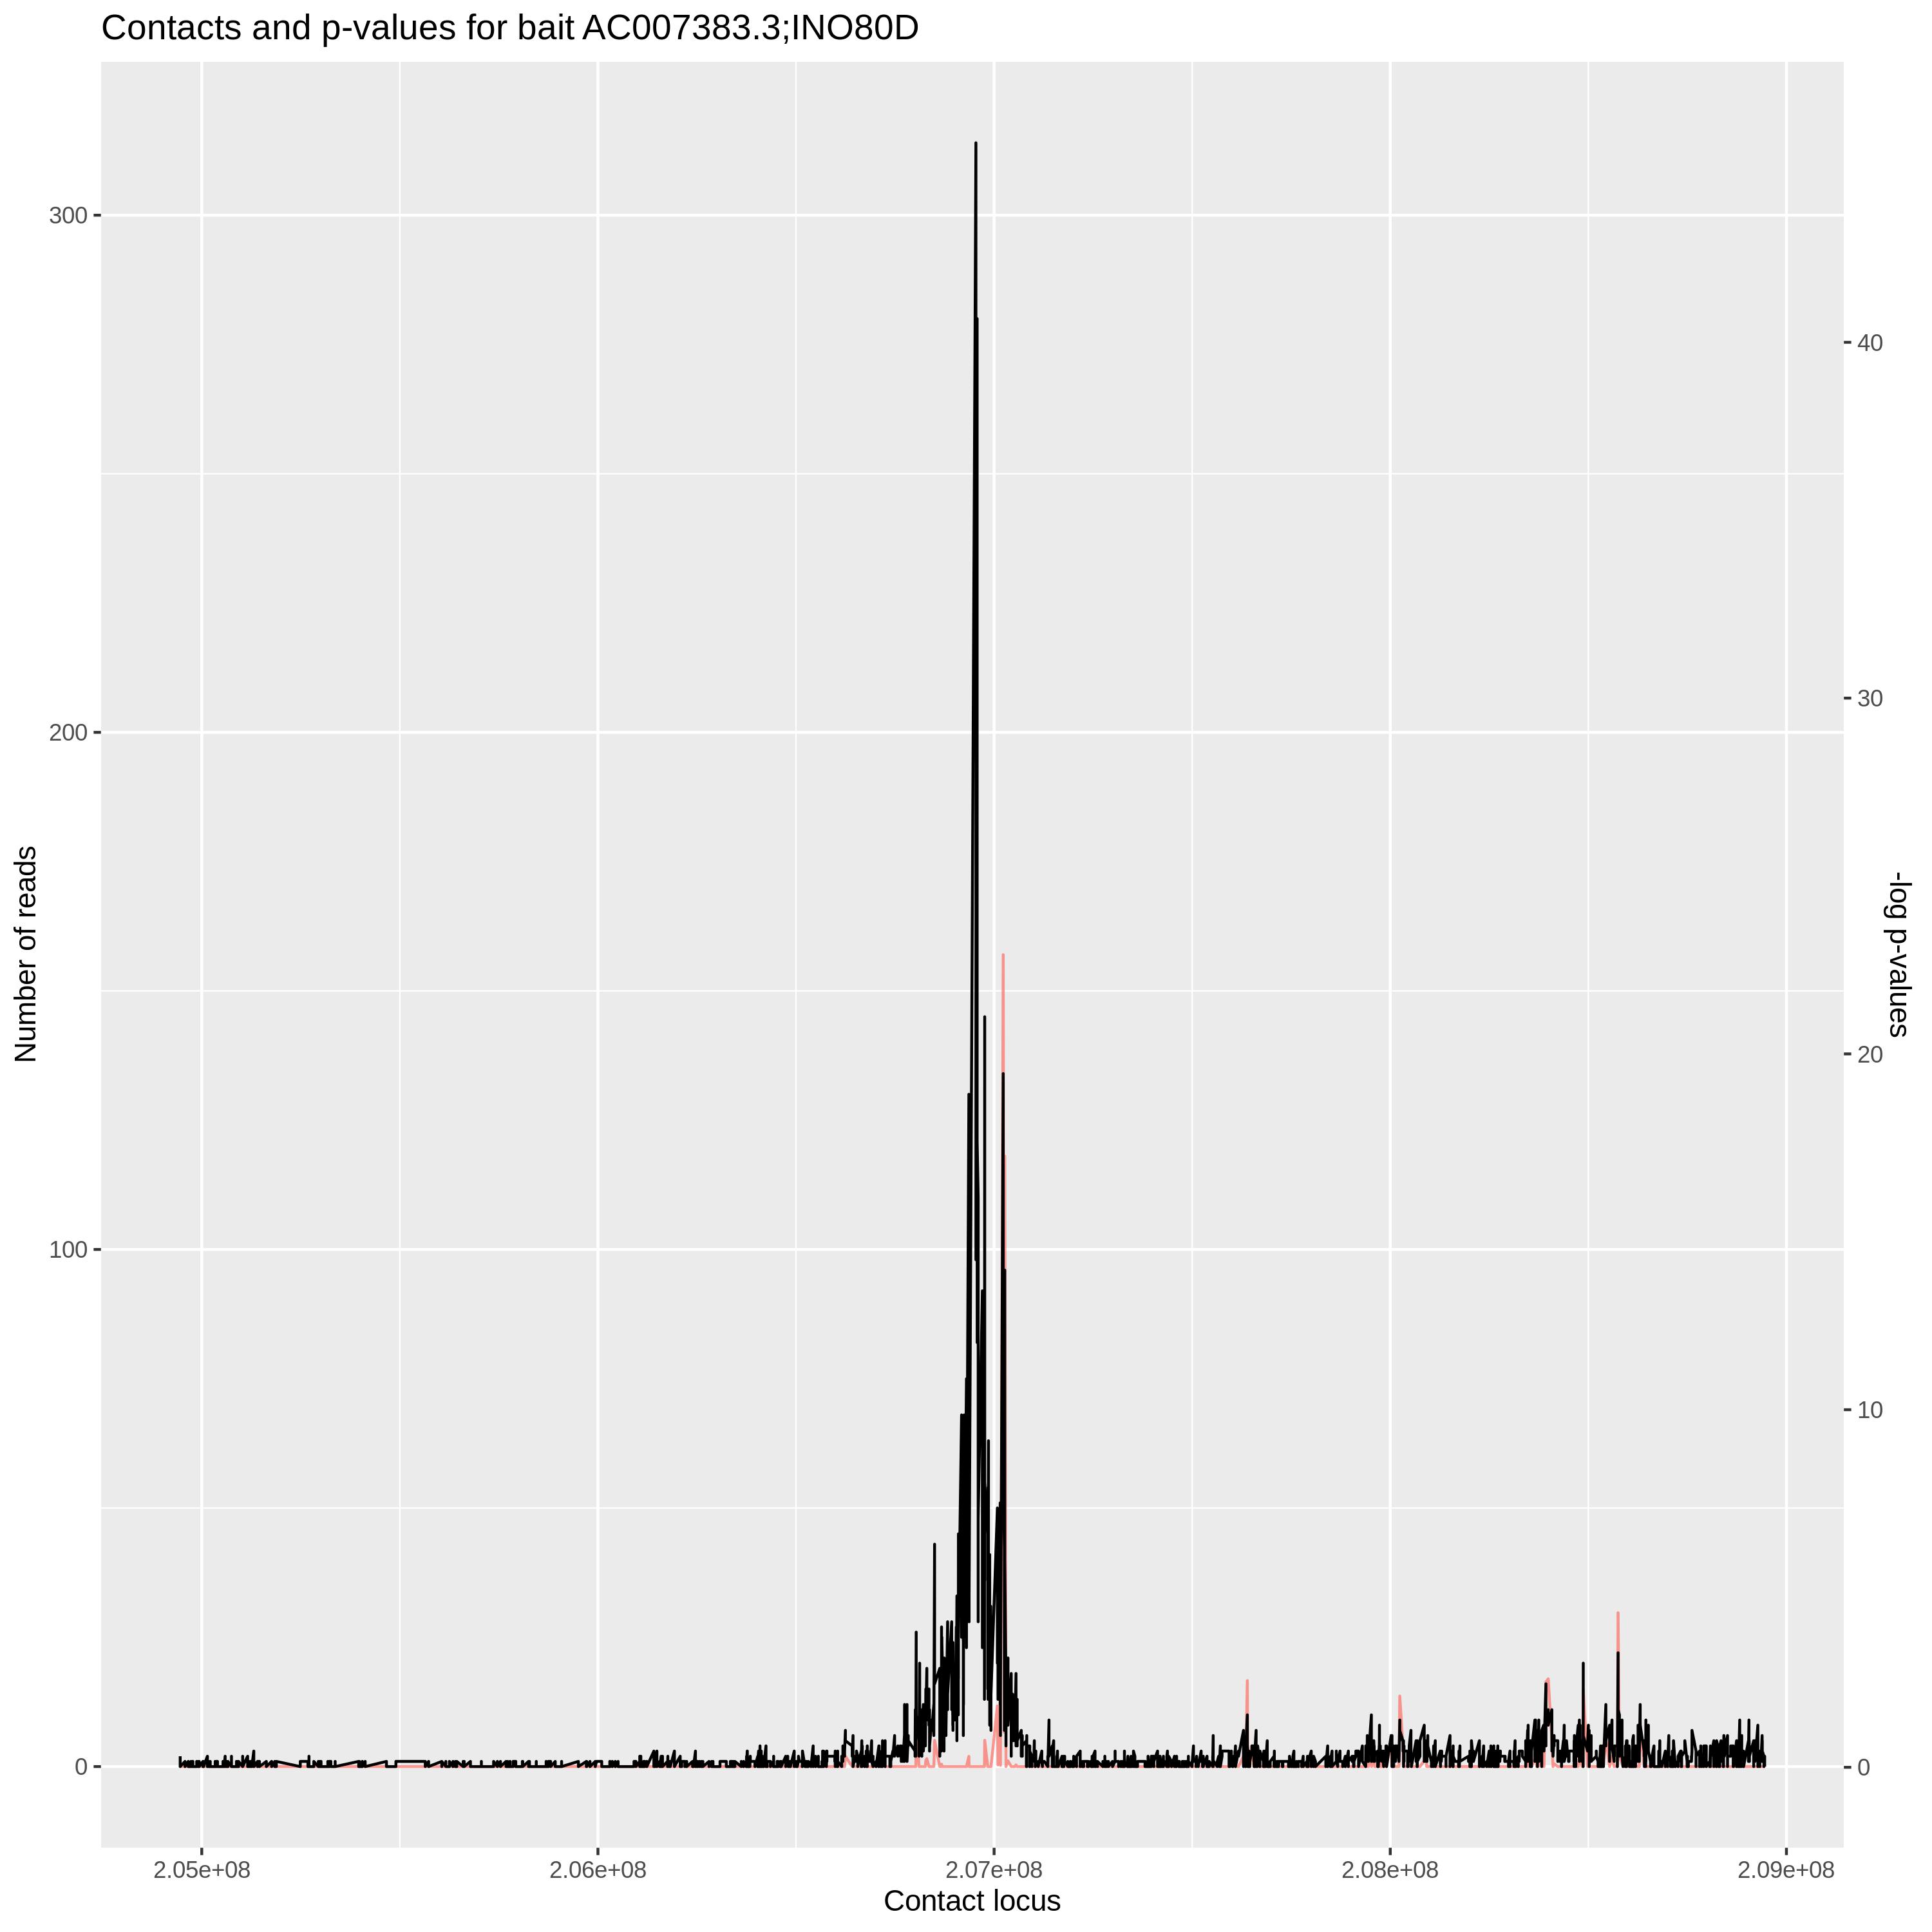 Contacts and p-values for bait AC007383.3;INO80D
300
200
100
0
40
30
20
10
0
Number of reads
-log p-values
2.05e+08
2.06e+08
2.07e+08
2.08e+08
2.09e+08
Contact locus